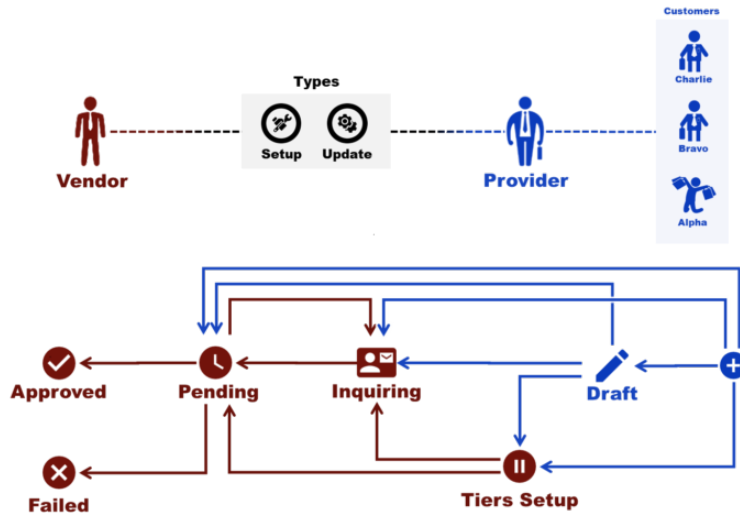 Customers
Charlie
Types
Setup
Update
Bravo
Vendor
Provider
Alpha
Approved
Pending
Inquiring
Draft
Failed
Tiers Setup